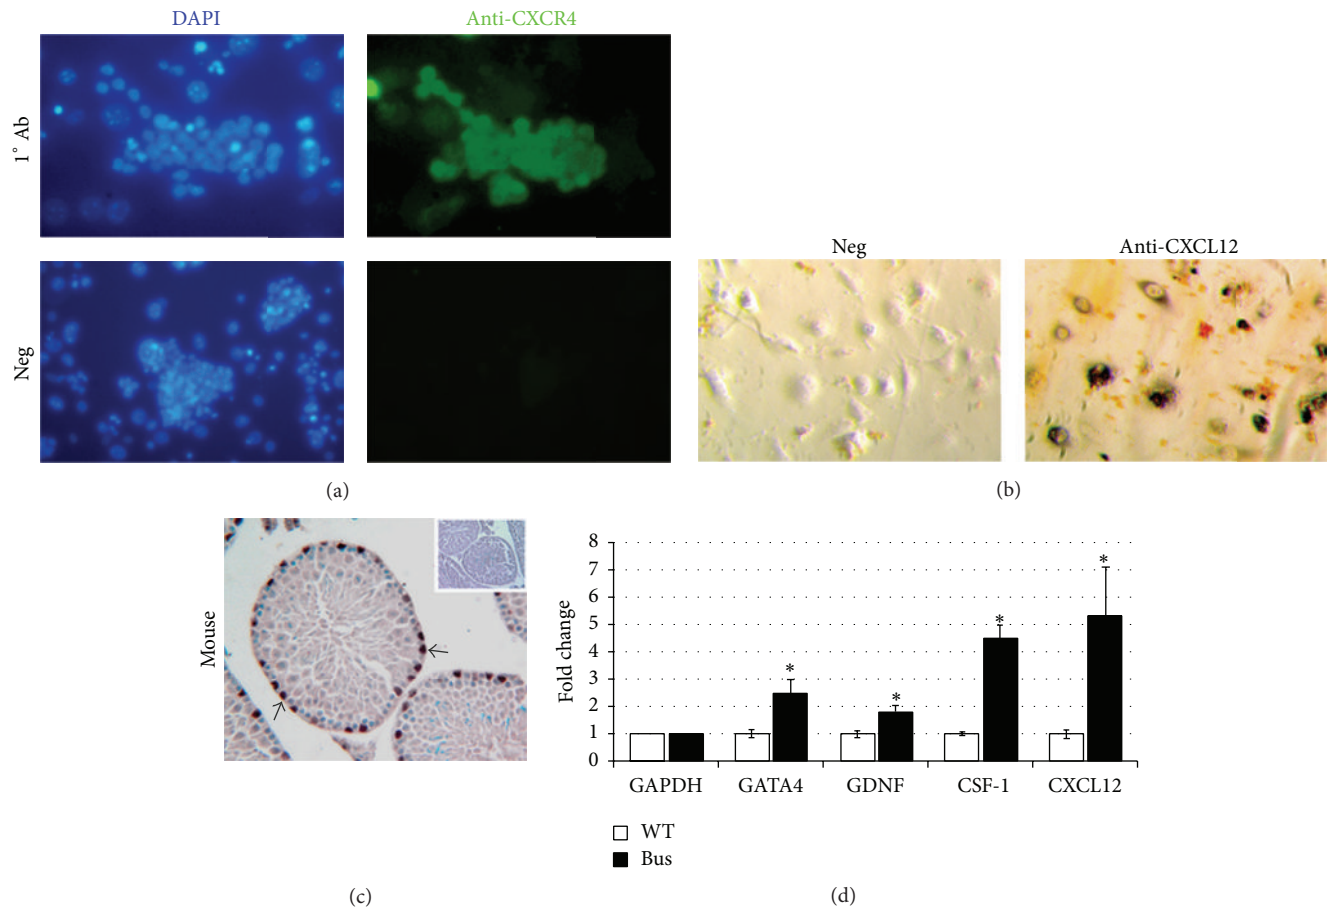 DAPI
Anti-CXCR4
1° Ab
Neg
(a)
Neg
Anti-CXCL12
(b)
Mouse
(c)
Fold change
8
7
6
5
4
3
2
1
0
*
*
*
*
GAPDH
GATA4
GDNF
CSF-1
CXCL12
WT
Bus
(d)